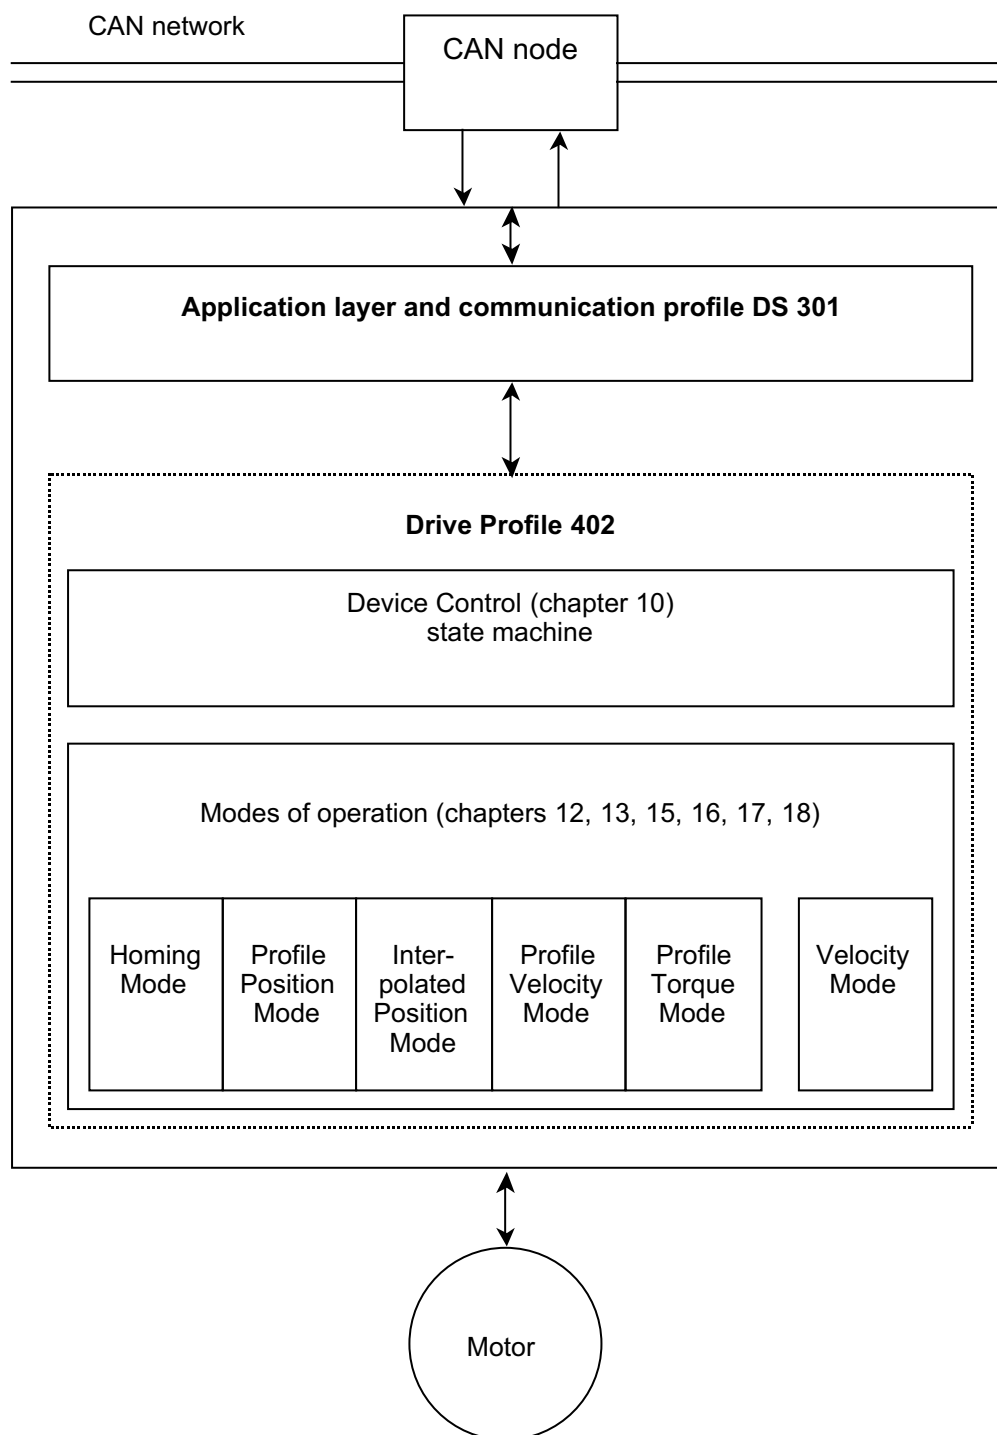 CAN network
CAN node
Application layer and communication profile DS 301
Drive Profile 402
Device Control (chapter 10)
state machine
Modes of operation (chapters 12, 13, 15, 16, 17, 18)
Homing
Mode
Profile
Position
Mode
Inter-
polated
Position
Mode
Profile
Velocity
Mode
Profile
Torque
Mode
Velocity
Mode
Motor